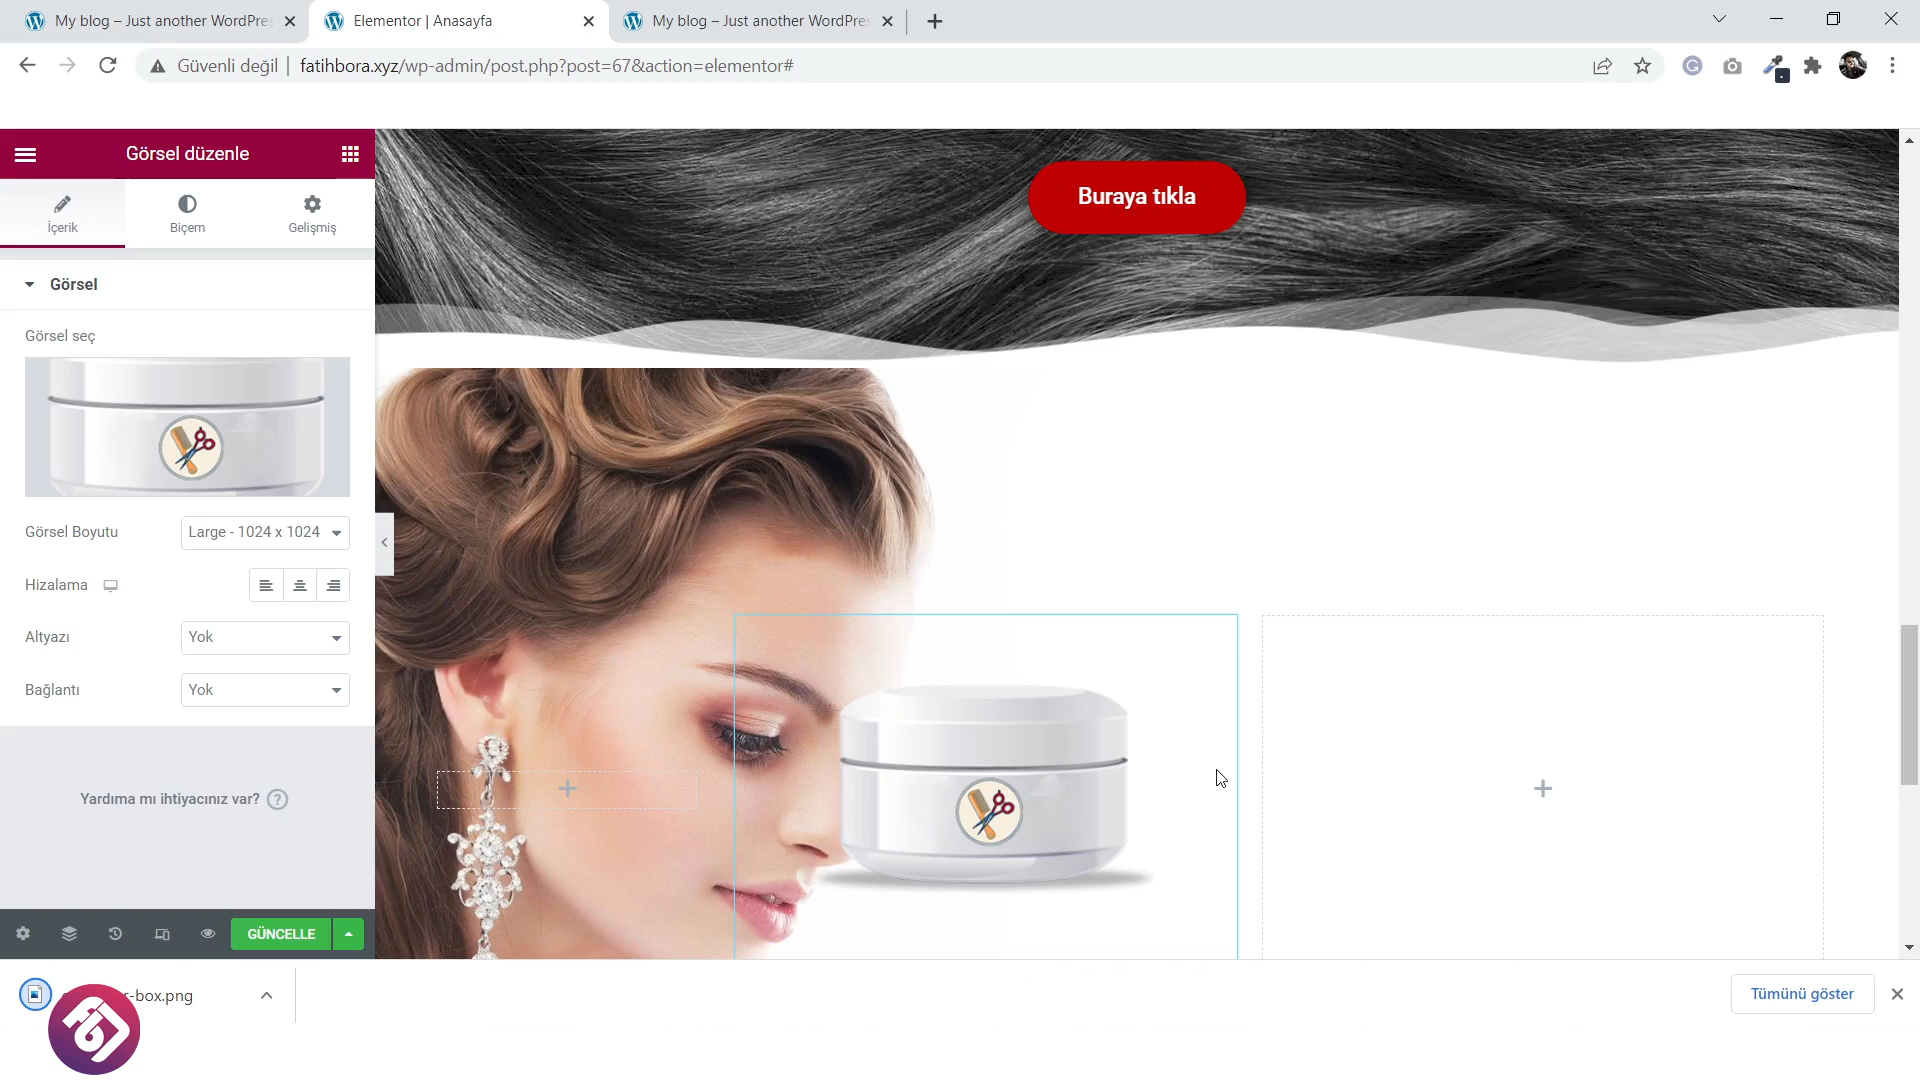 My blog – Just another WordPres
Elementor | Anasayfa
My blog – Just another WordPres
Güvenli değil | fatihbora.xyz/wp-admin/post.php?post=67&action=elementor#
Görsel düzenle
İçerik
Biçem
Gelişmiş
Görsel
Görsel seç
Görsel Boyutu
Large - 1024 x 1024
Hizalama
Altyazı
Yok
Bağlantı
Yok
Yardıma mı ihtiyacınız var? ?
GÜNCELLE
Buraya tıkla
r-box.png
Tümünü göster